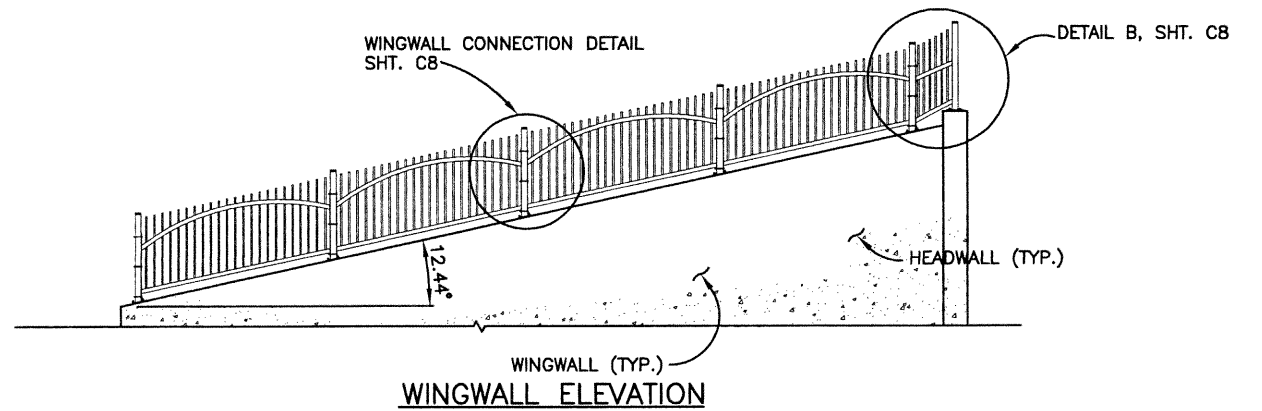 WINGWALL CONNECTION DETAIL
SHT. C8
DETAIL B, SHT. C8
12.44°
HEADWALL (TYP.)
WINGWALL (TYP.)
WINGWALL ELEVATION